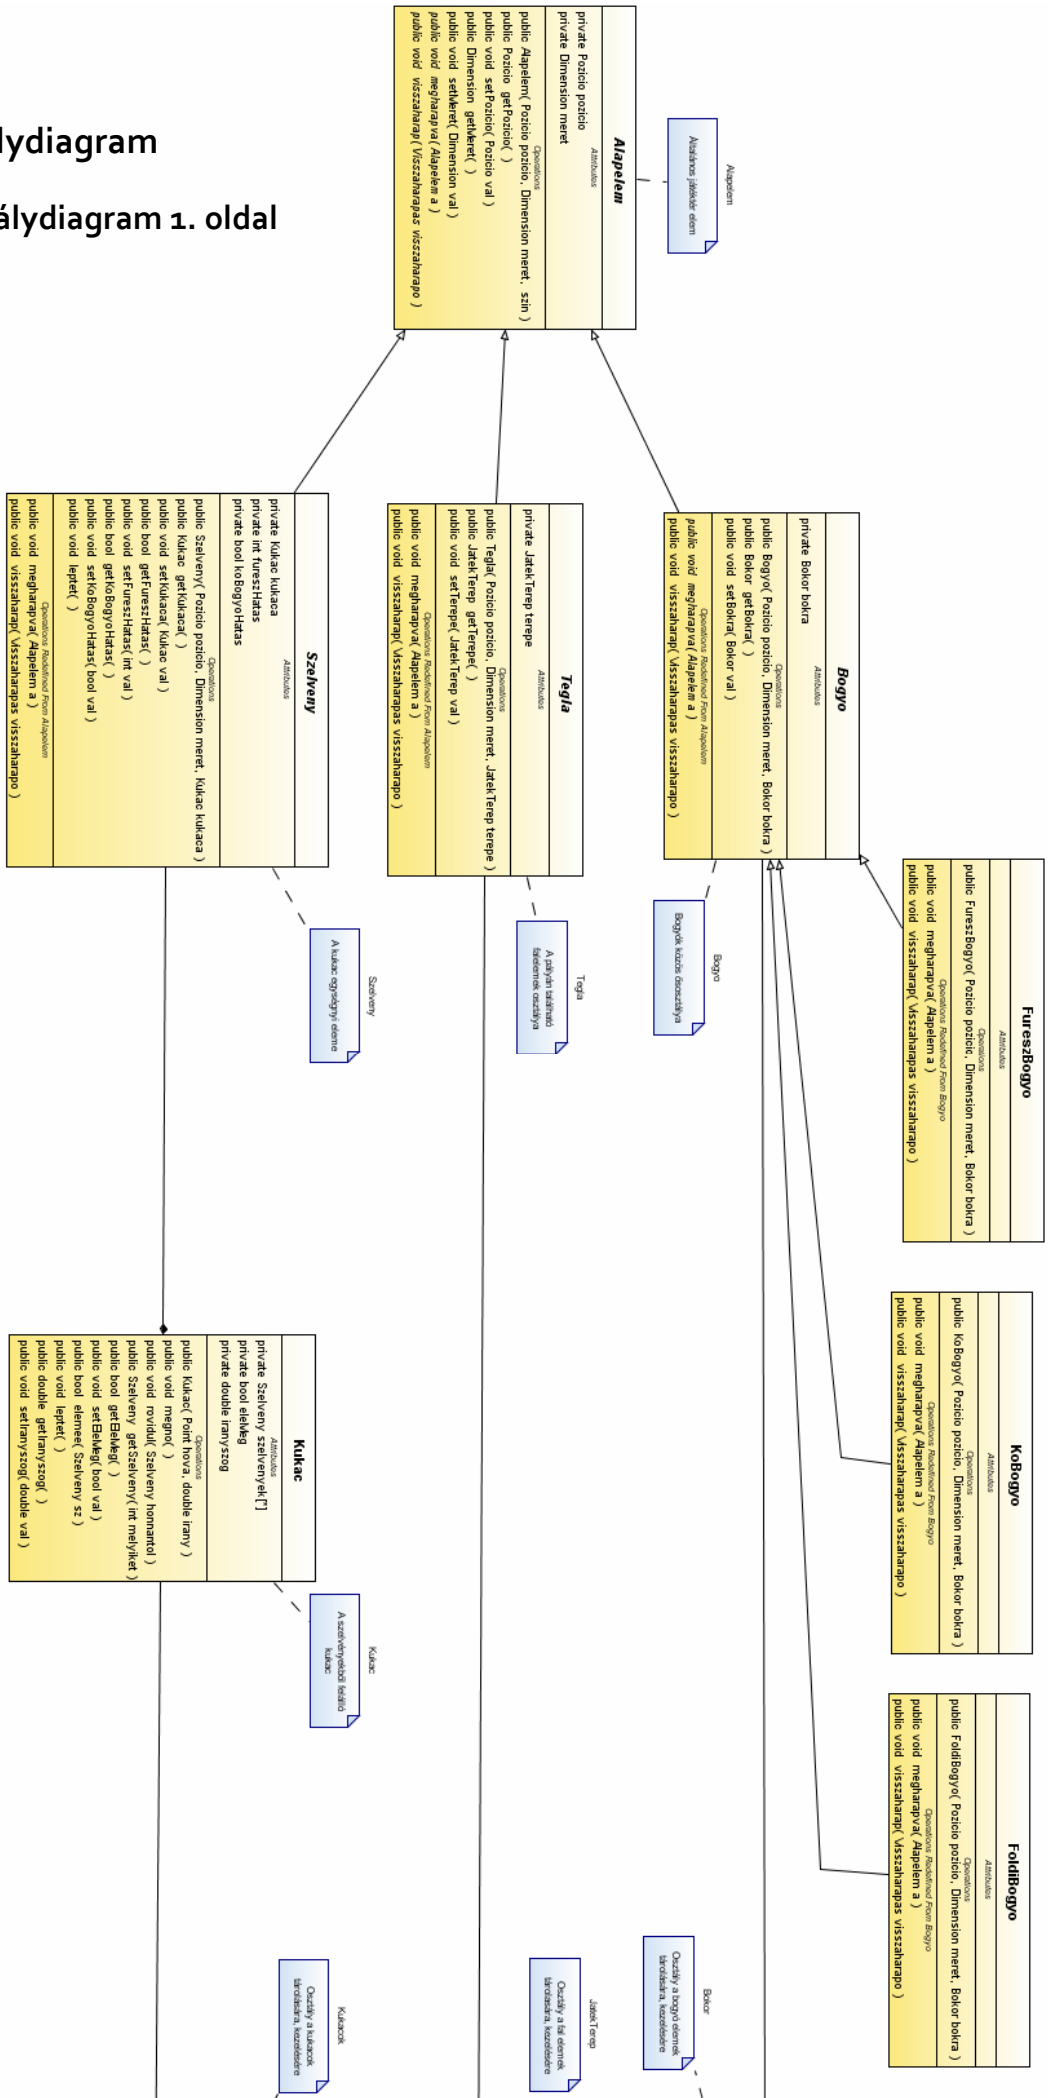 lydiagram
álydiagram 1. oldal
Alapelem
Általános játéktér elem
Alapelem
Attributes
private Pozicio pozicio
private Dimension meret
Operations
public Alapelem( Pozicio pozicio, Dimension meret, szin )
public Pozicio getPozicio( )
public void setPozicio( Pozicio val )
public Dimension getMeret( )
public void setMeret( Dimension val )
public void megharapva( Alapelem a )
public void visszaharap( Visszaharapas visszaharapo )
FureszBogyo
Attributes
Operations
public FureszBogyo( Pozicio pozicio, Dimension meret, Bokor bokra )
Operations Redefined From Bogyo
public void megharapva( Alapelem a )
public void visszaharap( Visszaharapas visszaharapo )
KoBogyo
Attributes
Operations
public KoBogyo( Pozicio pozicio, Dimension meret, Bokor bokra )
Operations Redefined From Bogyo
public void megharapva( Alapelem a )
public void visszaharap( Visszaharapas visszaharapo )
FoldiBogyo
Attributes
Operations
public FoldiBogyo( Pozicio pozicio, Dimension meret, Bokor bokra )
Operations Redefined From Bogyo
public void megharapva( Alapelem a )
public void visszaharap( Visszaharapas visszaharapo )
Bogyo
Attributes
private Bokor bokra
Operations
public Bogyo( Pozicio pozicio, Dimension meret, Bokor bokra )
public Bokor getBokra( )
public void setBokra( Bokor val )
Operations Redefined From Alapelem
public void megharapva( Alapelem a )
public void visszaharap( Visszaharapas visszaharapo )
Bogyo
Bogyók közös ősosztálya
Bokor
Osztály a bogyó elemek
tárolására, kezelésére
Tegla
Attributes
private JatekTerep terepe
Operations
public Tegla( Pozicio pozicio, Dimension meret, JatekTerep terepe )
public JatekTerep getTerepe( )
public void setTerepe( JatekTerep val )
Operations Redefined From Alapelem
public void megharapva( Alapelem a )
public void visszaharap( Visszaharapas visszaharapo )
Tegla
A pályán található
falelemek osztálya
JatekTerep
Osztály a fal elemek
tárolására, kezelésére
Szelveny
Attributes
private Kukac kukaca
private int fureszHatas
private bool koBogyoHatas
Operations
public Szelveny( Pozicio pozicio, Dimension meret, Kukac kukaca )
public Kukac getKukaca( )
public void setKukaca( Kukac val )
public bool getFureszHatas( )
public void setFureszHatas( int val )
public bool getKoBogyoHatas( )
public void setKoBogyoHatas( bool val )
public void leptet( )
Operations Redefined From Alapelem
public void megharapva( Alapelem a )
public void visszaharap( Visszaharapas visszaharapo )
Szelveny
A kukac egységnyi eleme
Kukac
Attributes
private Szelveny szelvenyek[*]
private bool eleMeg
private double iranyszog
Operations
public Kukac( Point hova, double irany )
public void megno( )
public void rovidul( Szelveny honnantol )
public Szelveny getSzelveny( int melyiket )
public bool getEleMeg( )
public void setEleMeg( bool val )
public bool elemee( Szelveny sz )
public void leptet( )
public double getIranyszog( )
public void setIranyszog( double val )
Kukac
A szelvényekből felálló
kukac
Kukacok
Osztály a kukacok
tárolására, kezelésére